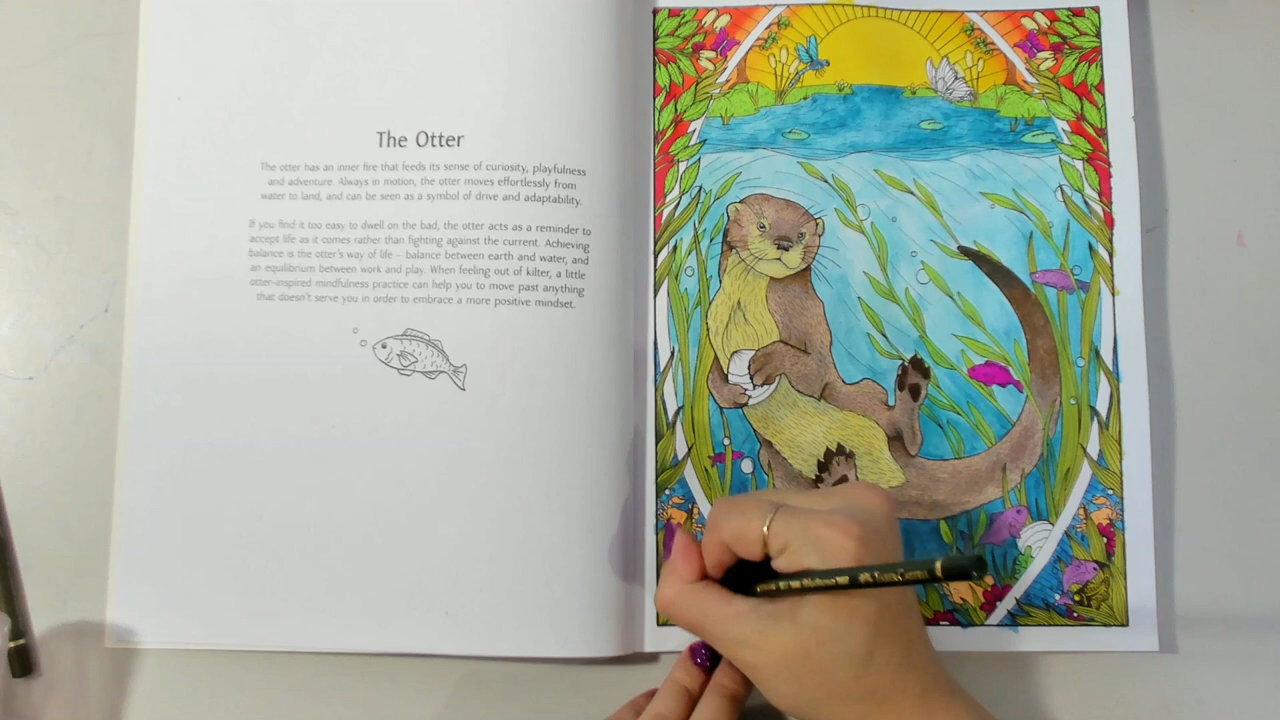 The Otter
The otter has an inner fire that feeds its sense of curiosity, playfulness
and adventure. Always in motion, the otter moves effortlessly from
water to land, and can be seen as a symbol of drive and adaptability.
If you find it too easy to dwell on the bad, the otter acts as a reminder to
accept life as it comes rather than fighting against the current. Achieving
balance is the otter's way of life – balance between earth and water, and
an equilibrium between work and play. When feeling out of kilter, a little
otter-inspired mindfulness practice can help you to move past anything
that doesn't serve you in order to embrace a more positive mindset.